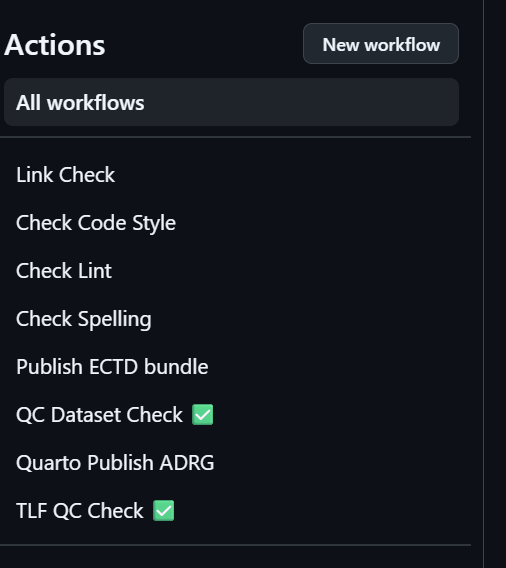 Actions
New workflow
All workflows
Link Check
Check Code Style
Check Lint
Check Spelling
Publish ECTD bundle
QC Dataset Check ✅
Quarto Publish ADRG
TLF QC Check ✅